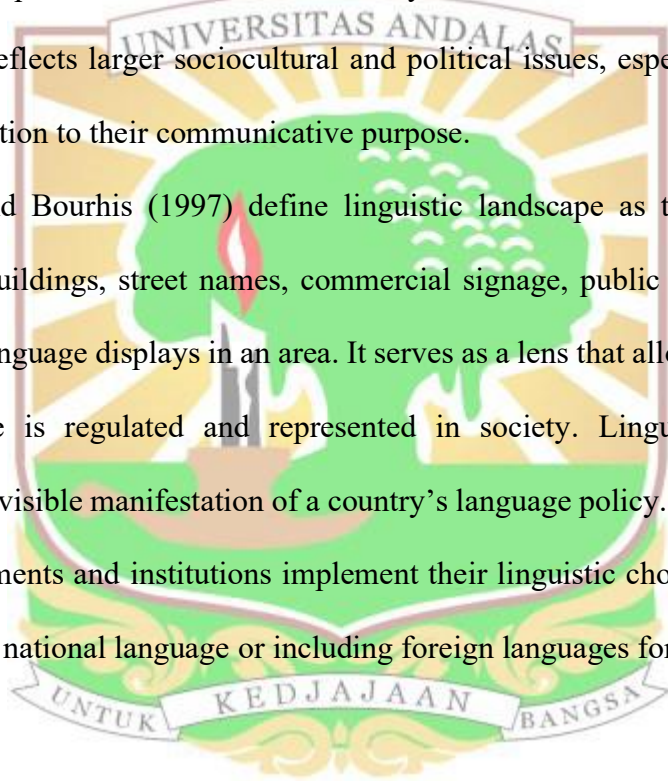 UNIVERSITAS ANDALAS
eflects larger sociocultural and political issues, espe
tion to their communicative purpose.
d Bourhis (1997) define linguistic landscape as t
uildings, street names, commercial signage, public
nguage displays in an area. It serves as a lens that allo
e is regulated and represented in society. Lingu
visible manifestation of a country's language policy.
ments and institutions implement their linguistic cho
national language or including foreign languages for
UNTUK KEDJAJAAN BANGSA